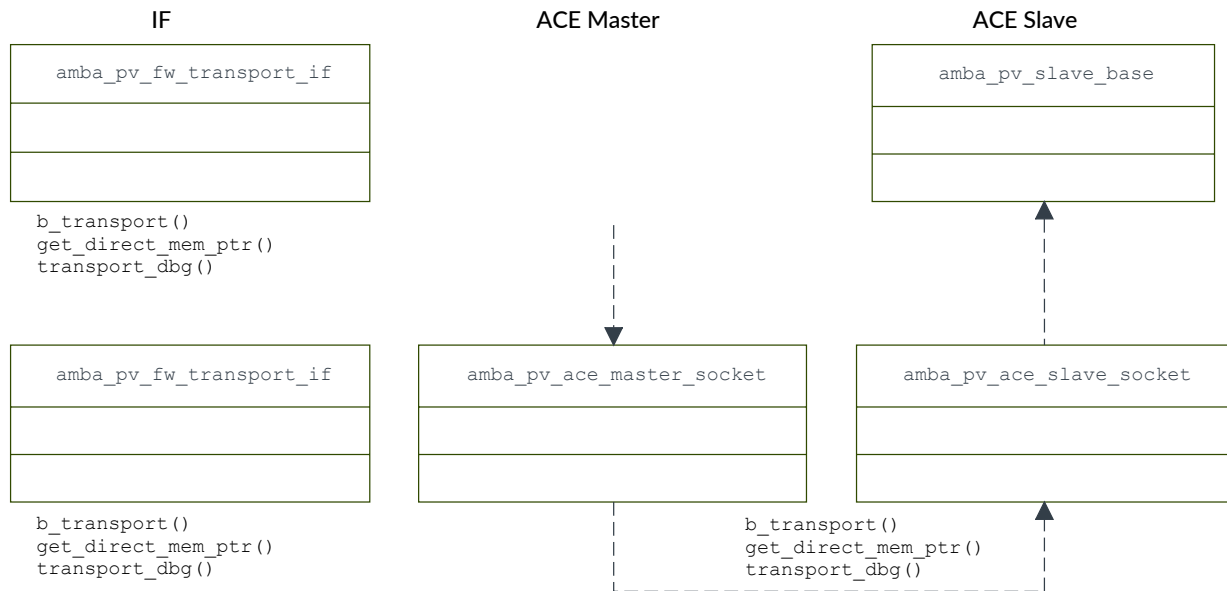 IF
ACE Master
ACE Slave
amba_pv_fw_transport_if
amba_pv_slave_base
b_transport()
get_direct_mem_ptr()
transport_dbg()
amba_pv_fw_transport_if
amba_pv_ace_master_socket
amba_pv_ace_slave_socket
b_transport()
get_direct_mem_ptr()
transport_dbg()
b_transport()
get_direct_mem_ptr()
transport_dbg()